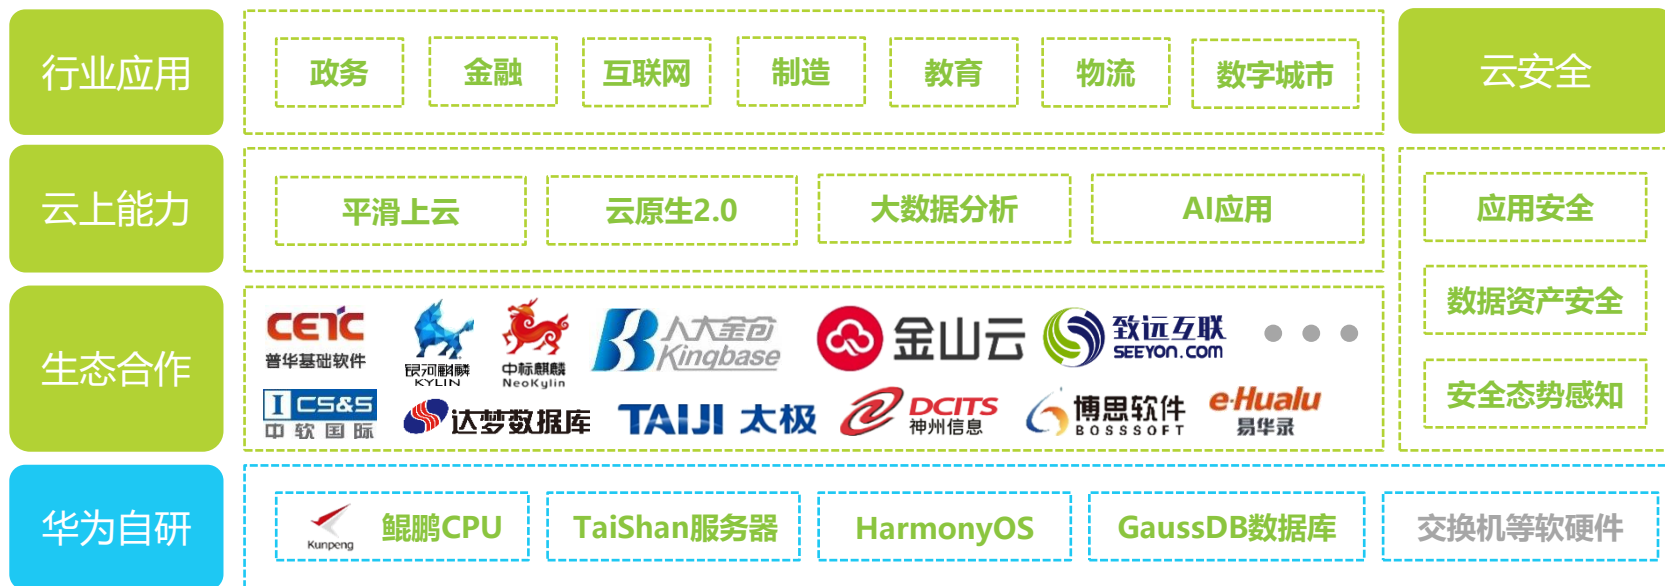 行业应用
政务
金融
互联网
制造
教育
物流
数字城市
云安全
云上能力
平滑上云
云原生2.0
大数据分析
AI应用
应用安全
数据资产安全
安全态势感知
生态合作
CETC
普华基础软件
银河麒麟
KYLIN
中标麒麟
NeoKylin
人大金仓
Kingbase
金山云
致远互联
SEEYON.COM
I CS&S
中软国际
达梦数据库
TAIJI 太极
DCITS
神州信息
博思软件
BOSSSOFT
e·Hualu
易华录
华为自研
Kunpeng
鲲鹏CPU
TaiShan服务器
HarmonyOS
GaussDB数据库
交换机等软硬件